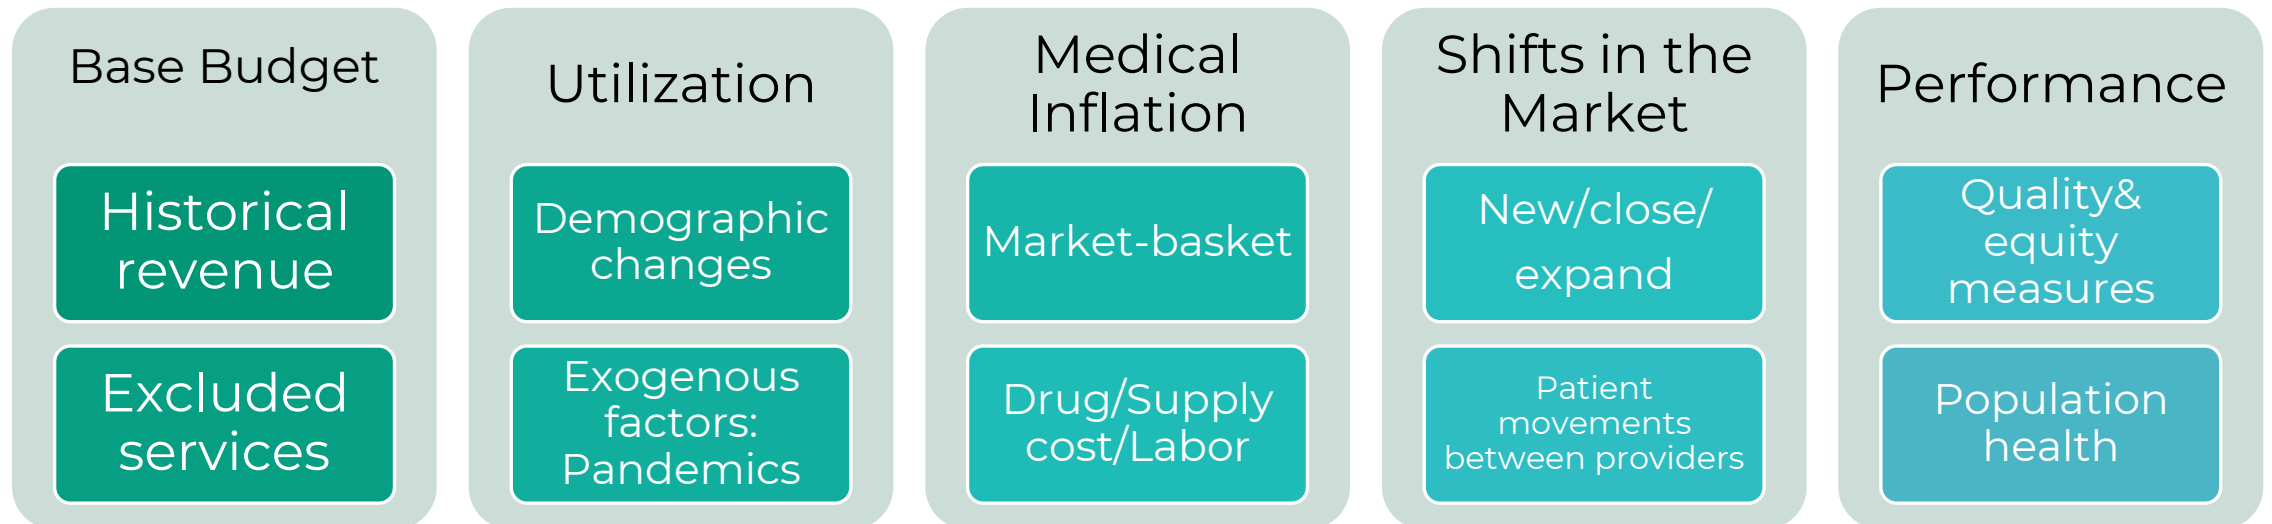 Base Budget
Historical
revenue
Excluded
services
Utilization
Demographic
changes
Exogenous
factors:
Pandemics
Medical
Inflation
Market-basket
Drug/Supply
cost/Labor
Shifts in the
Market
New/close/
expand
Patient
movements
between providers
Performance
Quality&
equity
measures
Population
health